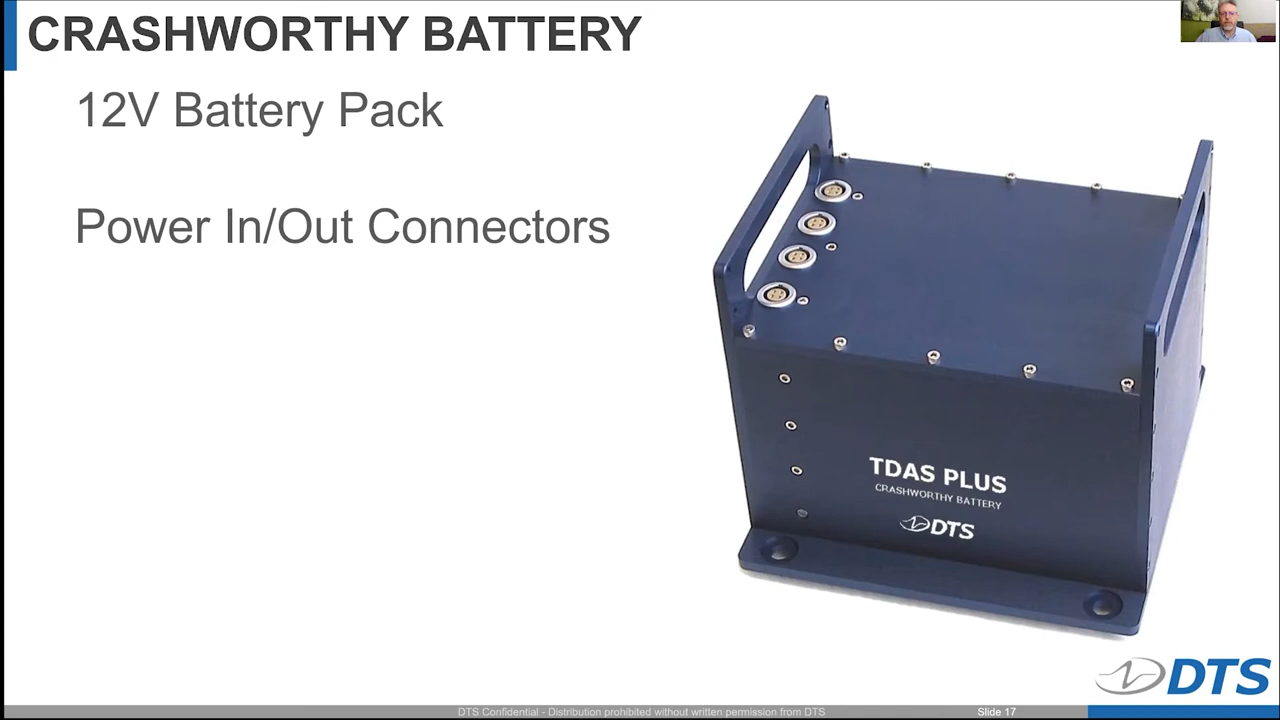 CRASHWORTHY BATTERY
12V Battery Pack
Power In/Out Connectors
TDAS PLUS
CRASHWORTHY BATTERY
DTS
DTS
DTS Confidential - Distribution prohibited without written permission from DTS
Slide 17